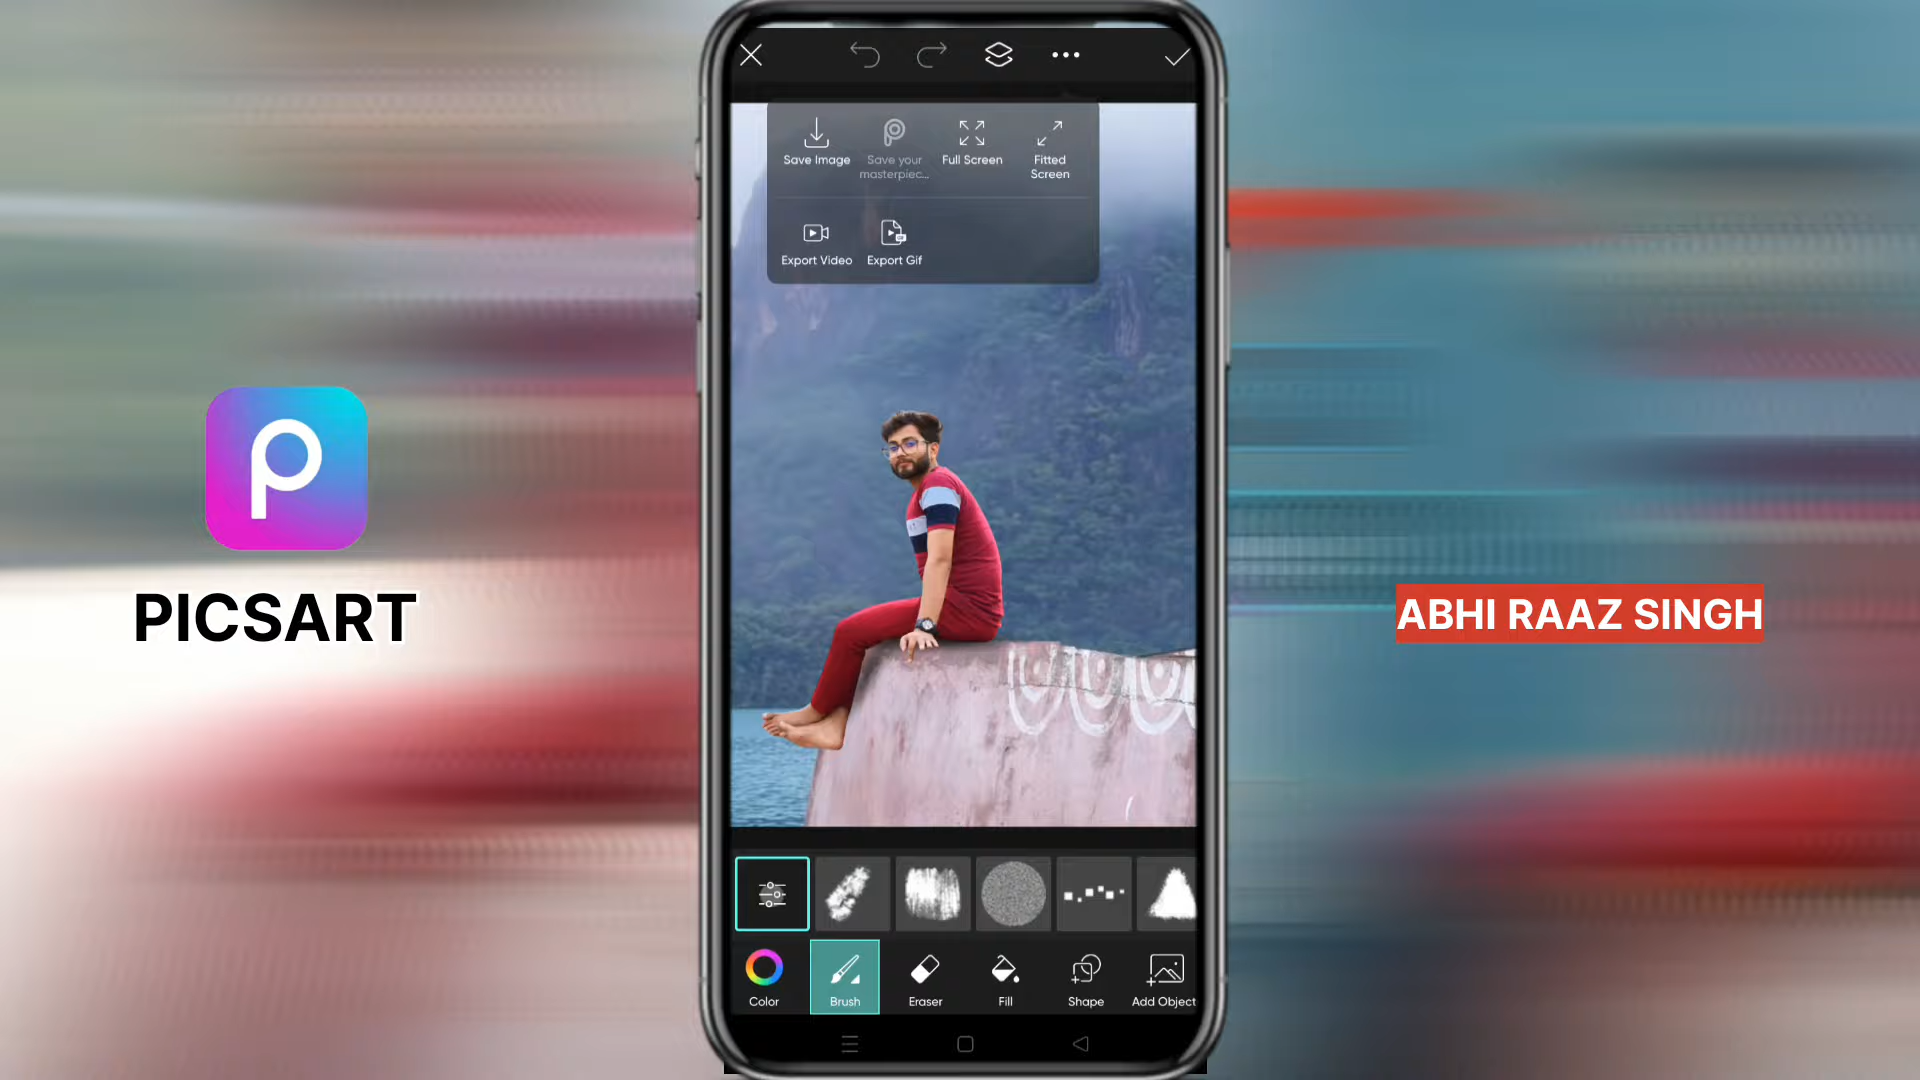 Save Image
Save your
masterpiec...
Full Screen
Fitted
Screen
Export Video
Export Gif
PICSART
ABHI RAAZ SINGH
Color
Brush
Eraser
Fill
Shape
Add Object